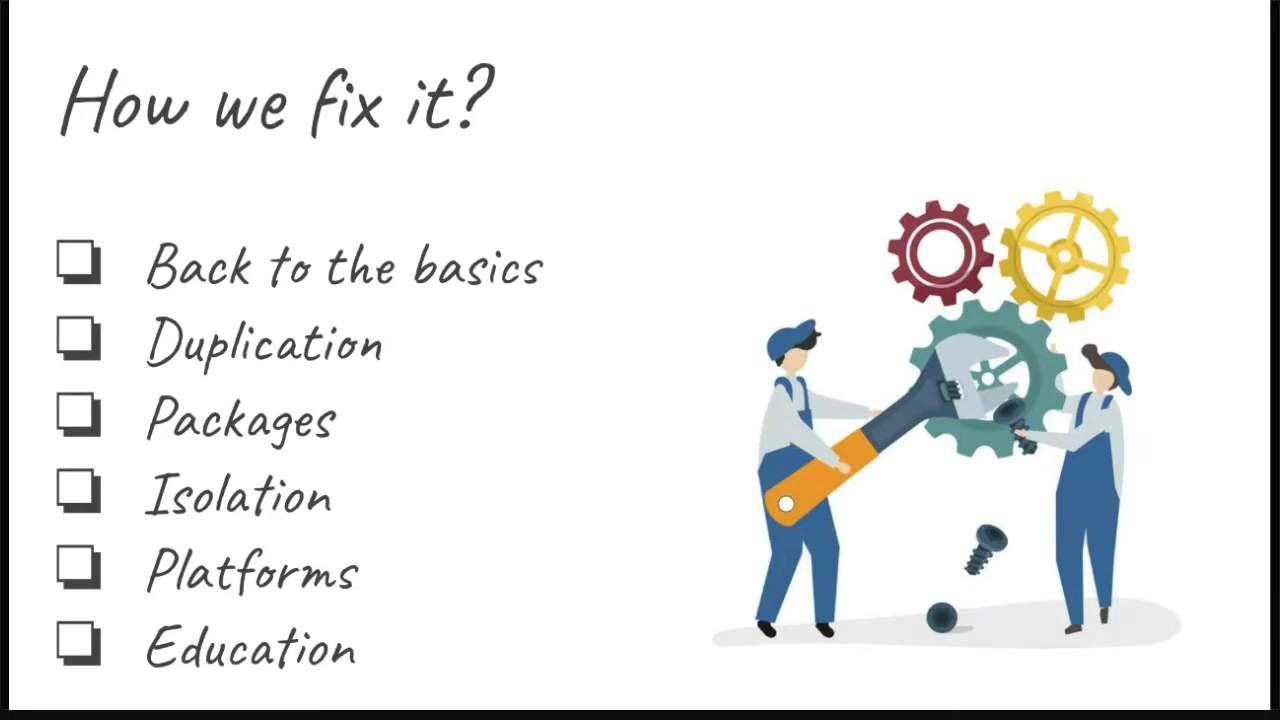 How we fix it?
Back to the basics
Duplication
Packages
Isolation
Platforms
Education